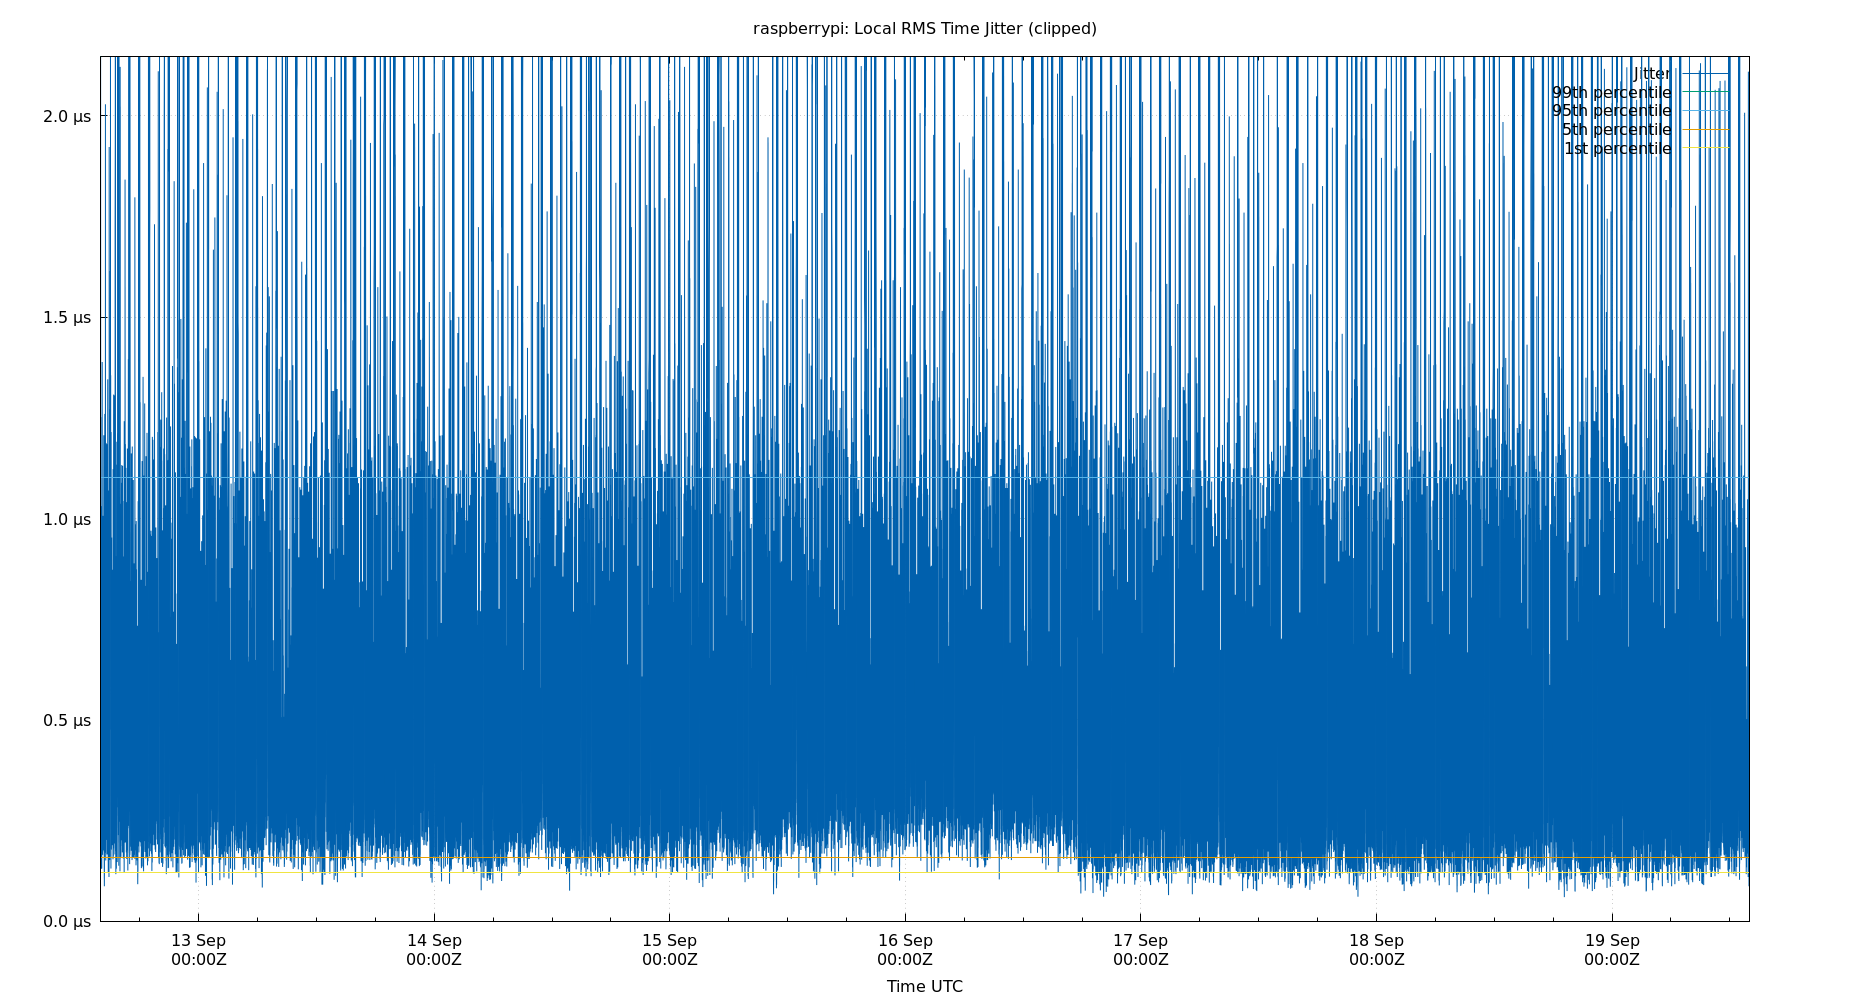 raspberrypi: Local RMS Time Jitter (clipped)
Jitter
99th percentile
95th percentile
5th percentile
1st percentile
2.0 µs
1.5 µs
1.0 µs
0.5 µs
0.0 µs
13 Sep 14 Sep 15 Sep 16 Sep 17 Sep 18 Sep 19 Sep
00:00Z 00:00Z 00:00Z 00:00Z 00:00Z 00:00Z 00:00Z
Time UTC